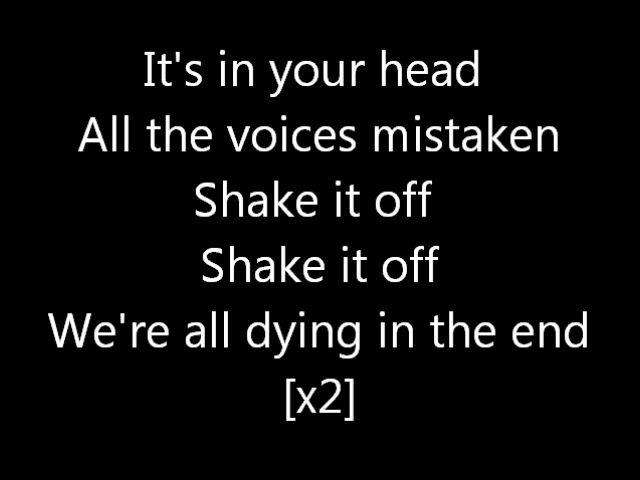 It's in your head
All the voices mistaken
Shake it off
Shake it off
We're all dying in the end
[x2]